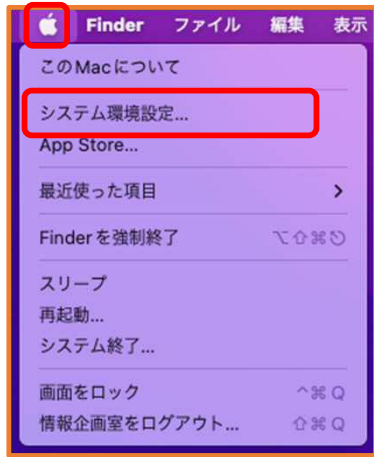 Finder ファイル 編集 表示
このMacについて
システム環境設定...
App Store...
最近使った項目 >
Finderを強制終了 ⌥⇧⌘⎋
スリープ
再起動...
システム終了...
画面をロック ^⌘Q
情報企画室をログアウト... ⇧⌘Q